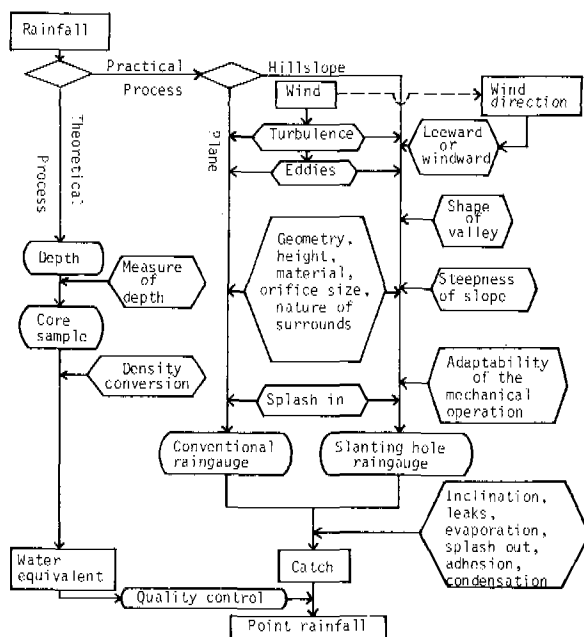 Rainfall
Practical
Process
Hillslope
Wind
Wind
direction
Theoretical
Process
Plane
Turbulence
Leeward
or
windward
Eddies
Shape
of
valley
Geometry,
height,
material,
orifice size,
nature of
surrounds
Depth
Measure
of
depth
Steepness
of slope
Core
sample
Density
conversion
Adaptability
of the
mechanical
operation
Splash in
Conventional
raingauge
Slanting hole
raingauge
Inclination,
leaks,
evaporation,
splash out,
adhesion,
condensation
Water
equivalent
Catch
Quality control
Point rainfall